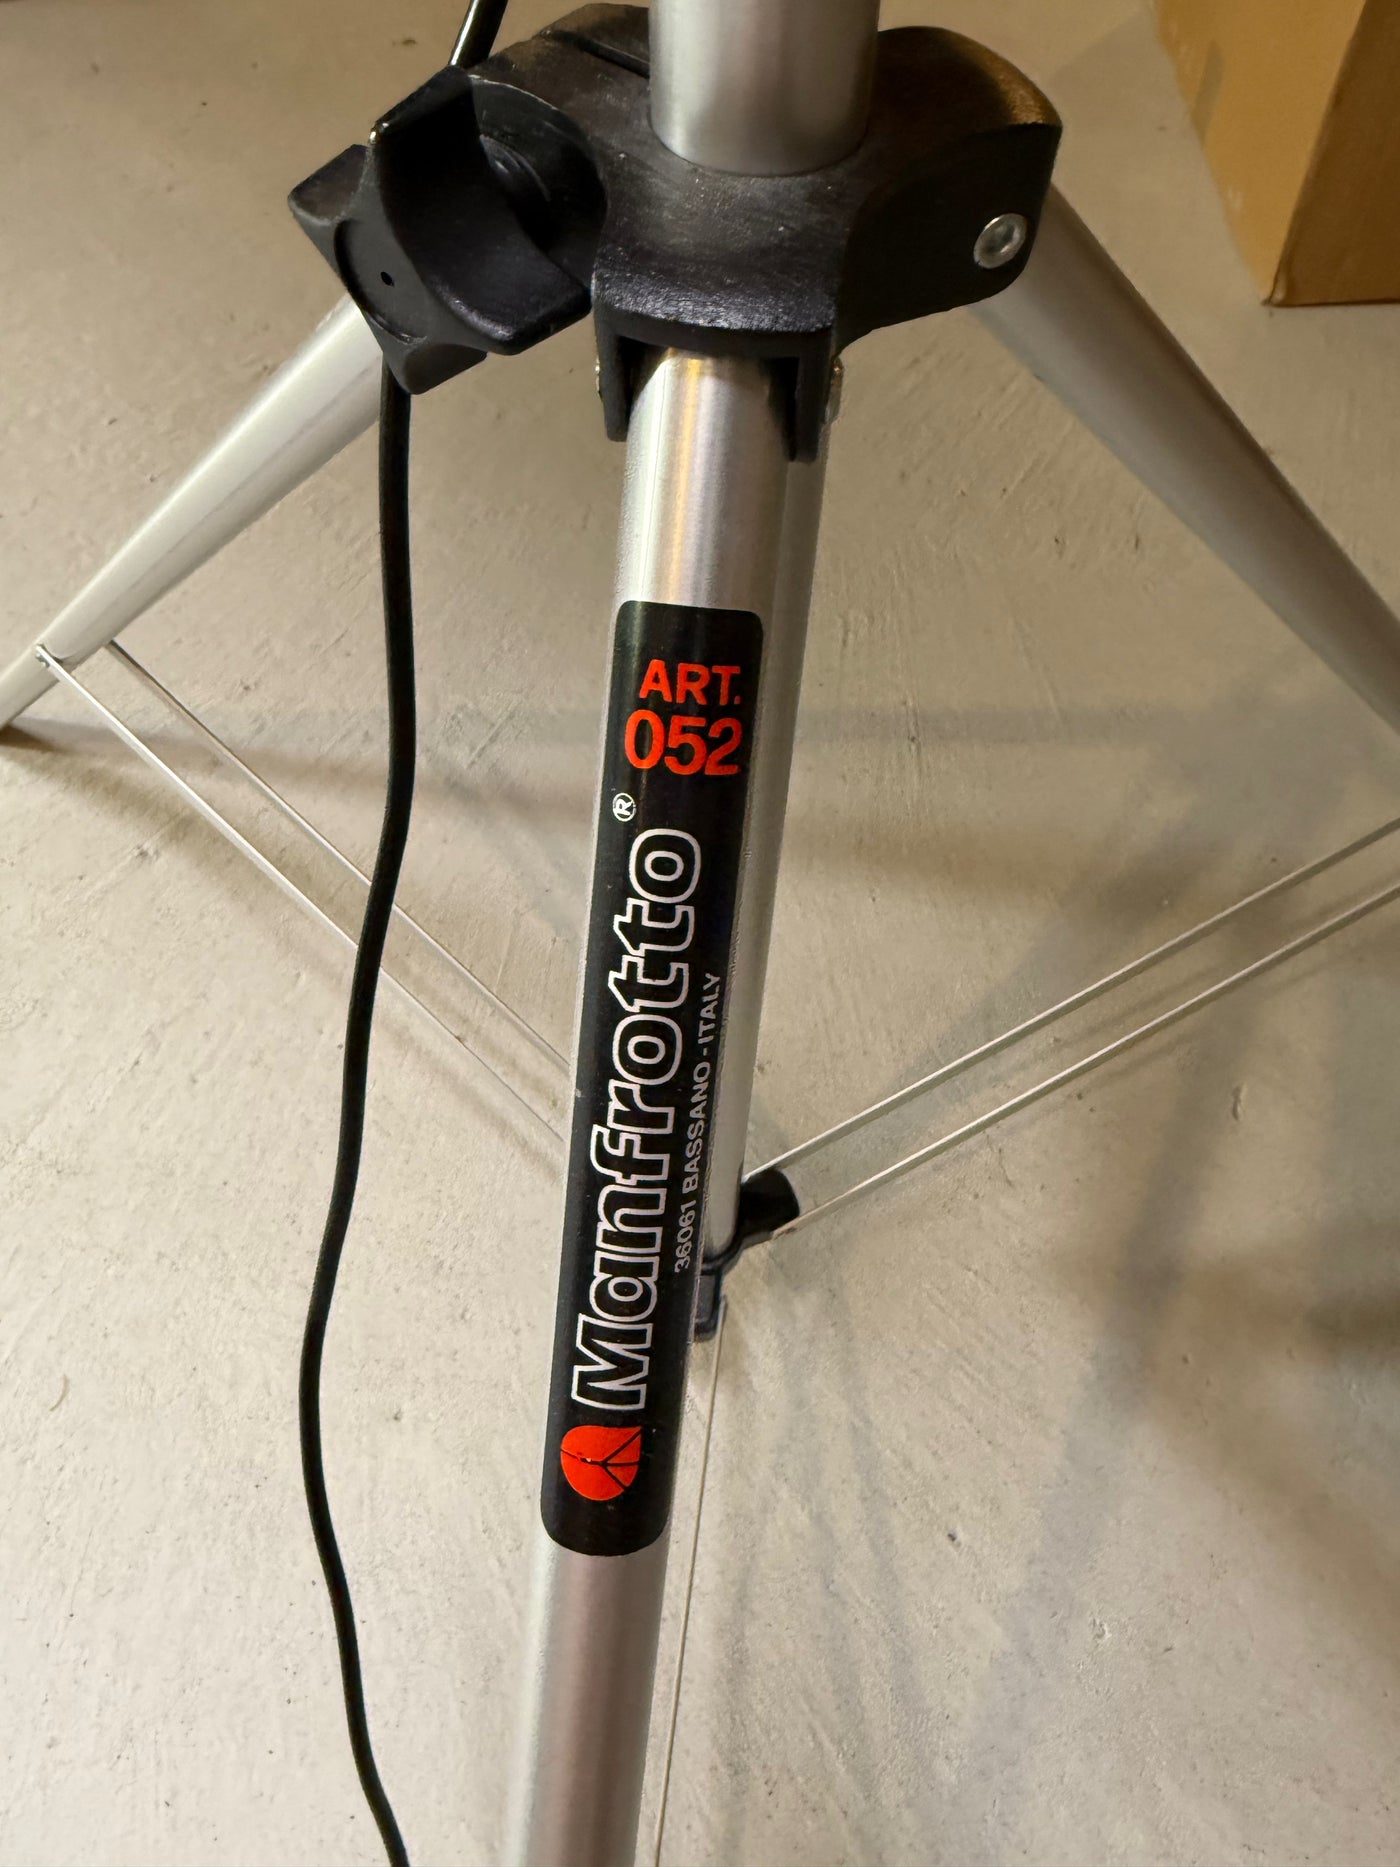 ART.
052
Manfrotto ®
36061 BASSANO - ITALY